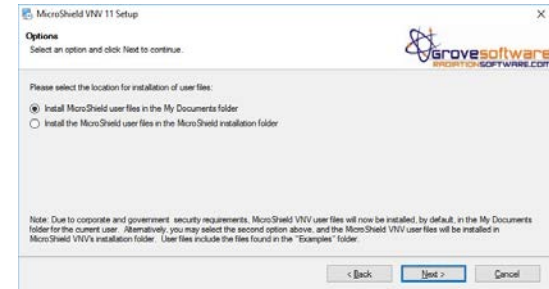 MicroShield VNV 11 Setup
Options
Select an option and click Next to continue.
Grovesoftware
RADIATIONSOFTWARE.COM
Please select the location for installation of user files:
Install MicroShield user files in the My Documents folder
Install the MicroShield user files in the MicroShield installation folder
Note: Due to corporate and government security requirements, MicroShield VNV user files will now be installed, by default, in the My Documents
folder for the current user. Alternatively, you may select the second option above, and the MicroShield VNV user files will be installed in
MicroShield VNV's installation folder. User files include the files found in the "Examples" folder.
< Back
Next >
Cancel